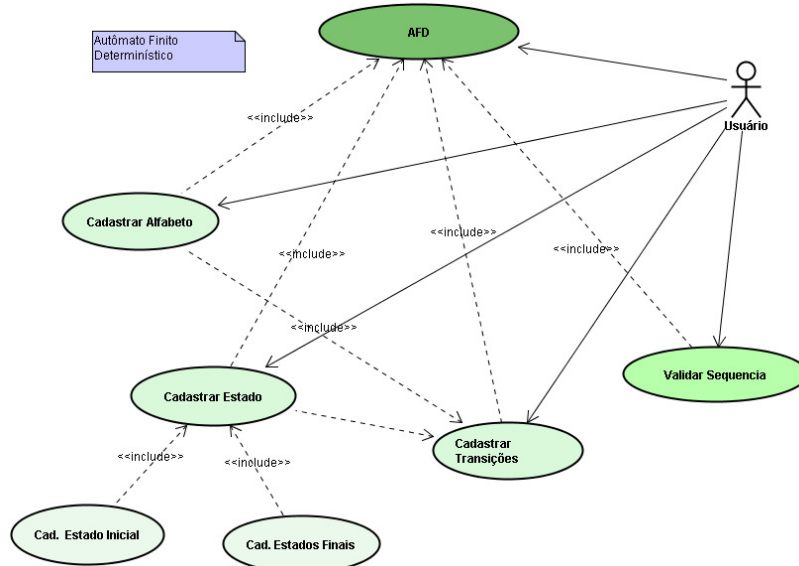 AFD
Autômato Finito
Determinístico
Usuário
<<include>>
Cadastrar Alfabeto
<<include>>
<<include>>
<<include>>
<<include>>
Validar Sequencia
Cadastrar Estado
Cadastrar
Transições
<<include>>
<<include>>
Cad. Estado Inicial
Cad. Estados Finais